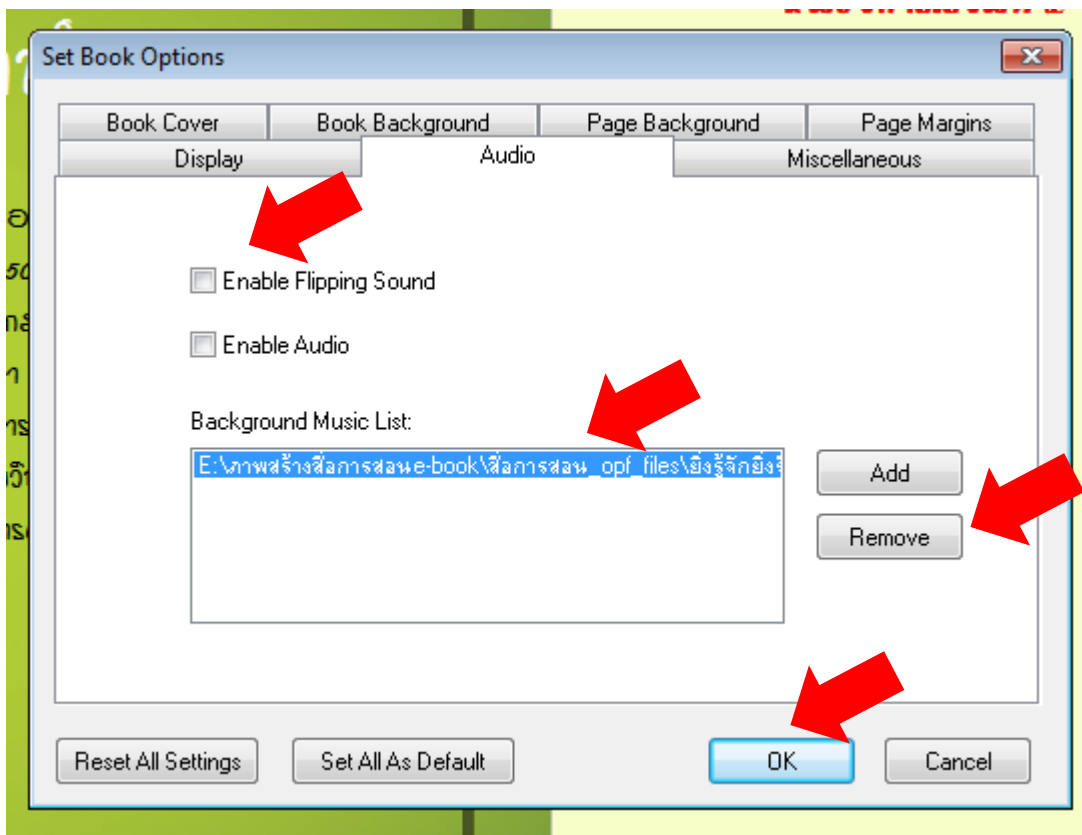 Set Book Options
Book Cover
Book Background
Page Background
Page Margins
Display
Audio
Miscellaneous
Enable Flipping Sound
Enable Audio
Background Music List:
E:\ภาพสร้างสื่อการสอนe-book\สื่อการสอน_opf_files\ยิ่งรู้จักยิ่ง
Add
Remove
Reset All Settings
Set All As Default
OK
Cancel